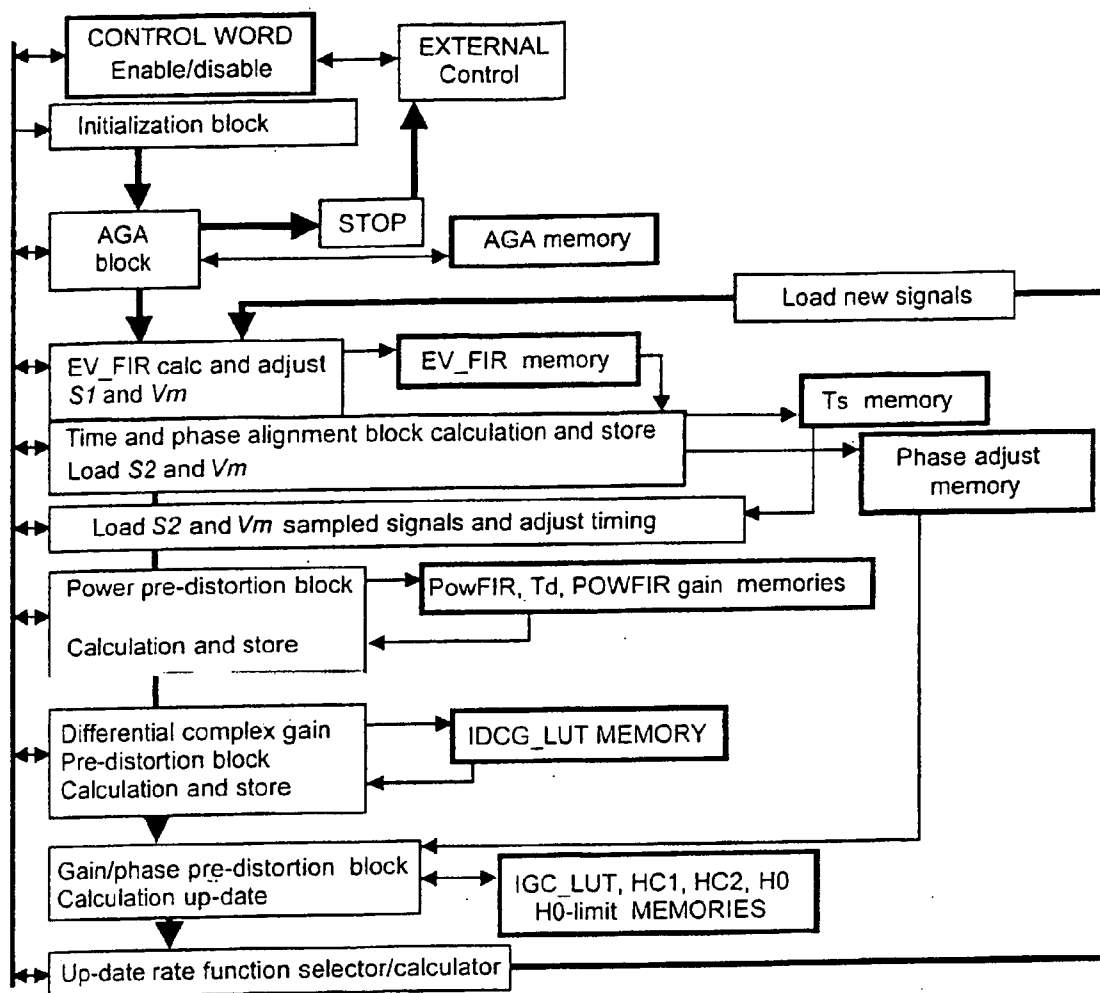 CONTROL WORD
Enable/disable
EXTERNAL
Control
Initialization block
AGA
block
STOP
AGA memory
Load new signals
EV_FIR calc and adjust
S1 and Vm
EV_FIR memory
Ts memory
Time and phase alignment block calculation and store
Load S2 and Vm
Phase adjust
memory
Load S2 and Vm sampled signals and adjust timing
Power pre-distortion block
Calculation and store
PowFIR, Td, POWFIR gain memories
Differential complex gain
Pre-distortion block
Calculation and store
IDCG_LUT MEMORY
Gain/phase pre-distortion block
Calculation up-date
IGC_LUT, HC1, HC2, H0
H0-limit MEMORIES
Up-date rate function selector/calculator